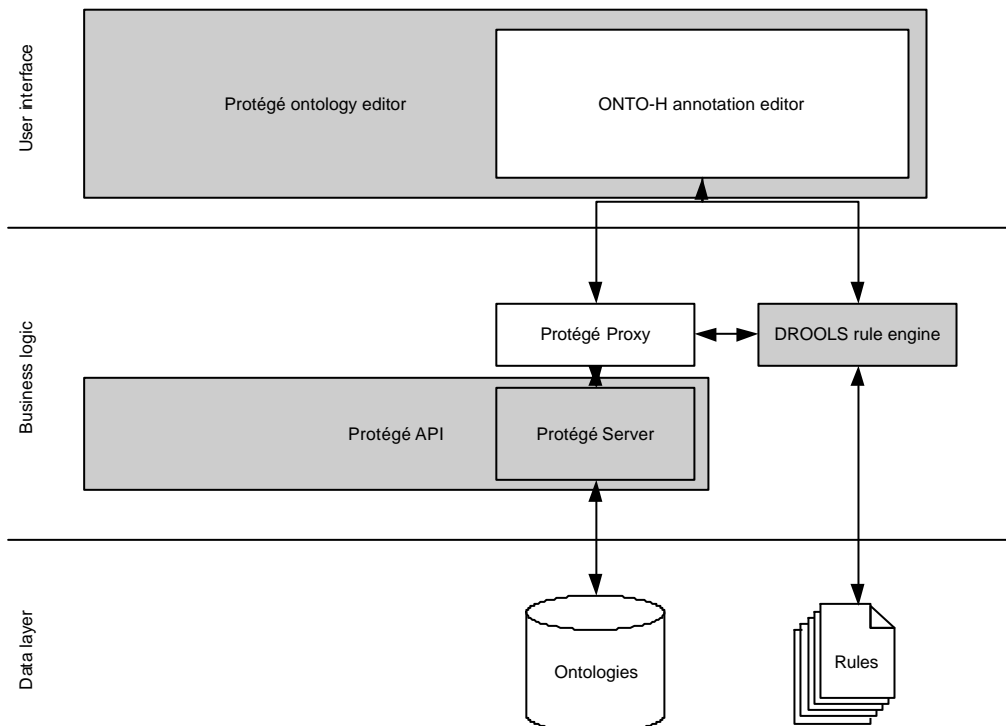 User interface
Protégé ontology editor
ONTO-H annotation editor
Business logic
Protégé Proxy
DROOLS rule engine
Protégé API
Protégé Server
Data layer
Ontologies
Rules